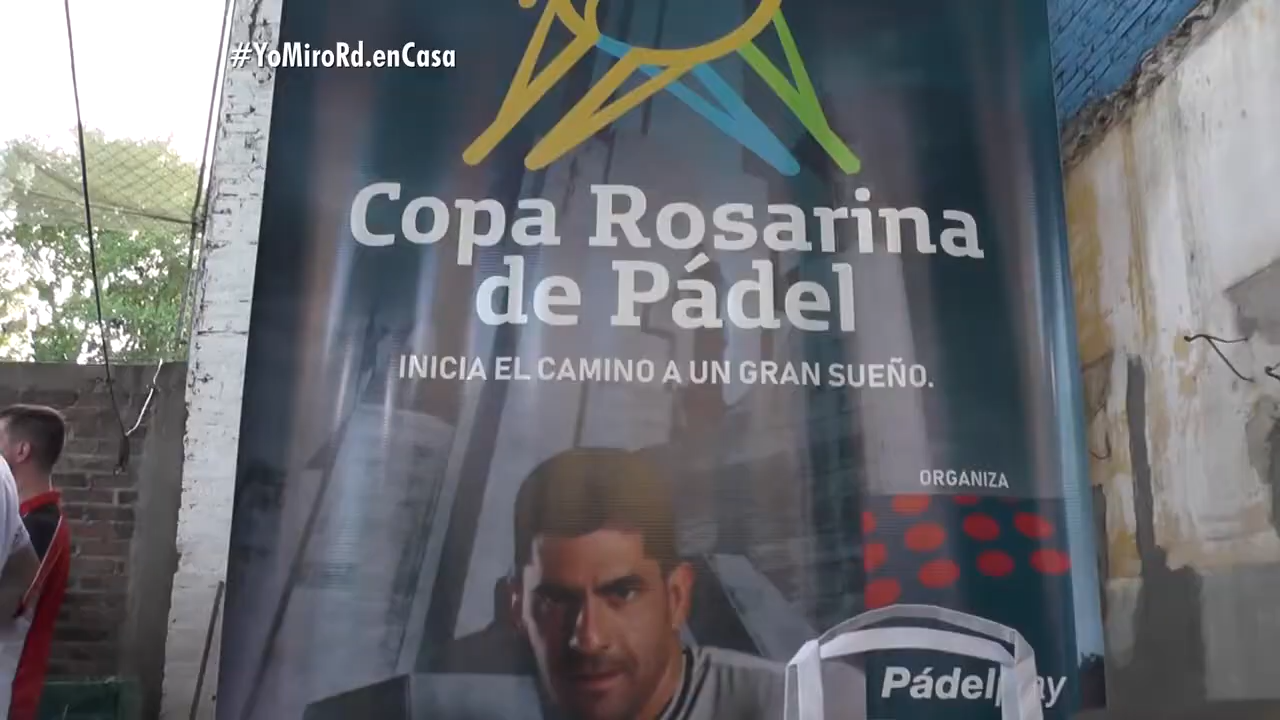 #YoMiroRd.enCasa
Copa Rosarina
de Pádel
INICIA EL CAMINO A UN GRAN SUEÑO.
ORGANIZA